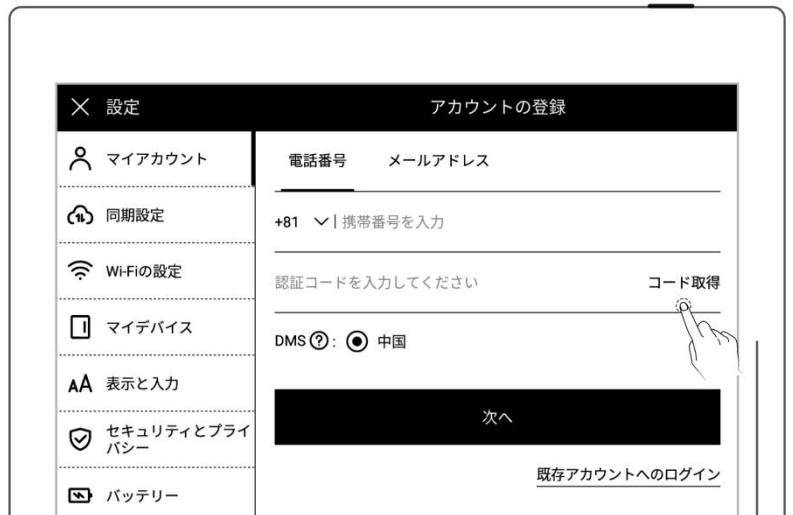 設定
アカウントの登録
マイアカウント
同期設定
Wi-Fiの設定
マイデバイス
表示と入力
セキュリティとプライ
バシー
バッテリー
電話番号 メールアドレス
+81 携帯番号を入力
認証コードを入力してください コード取得
DMS?: 中国
次へ
既存アカウントへのログイン